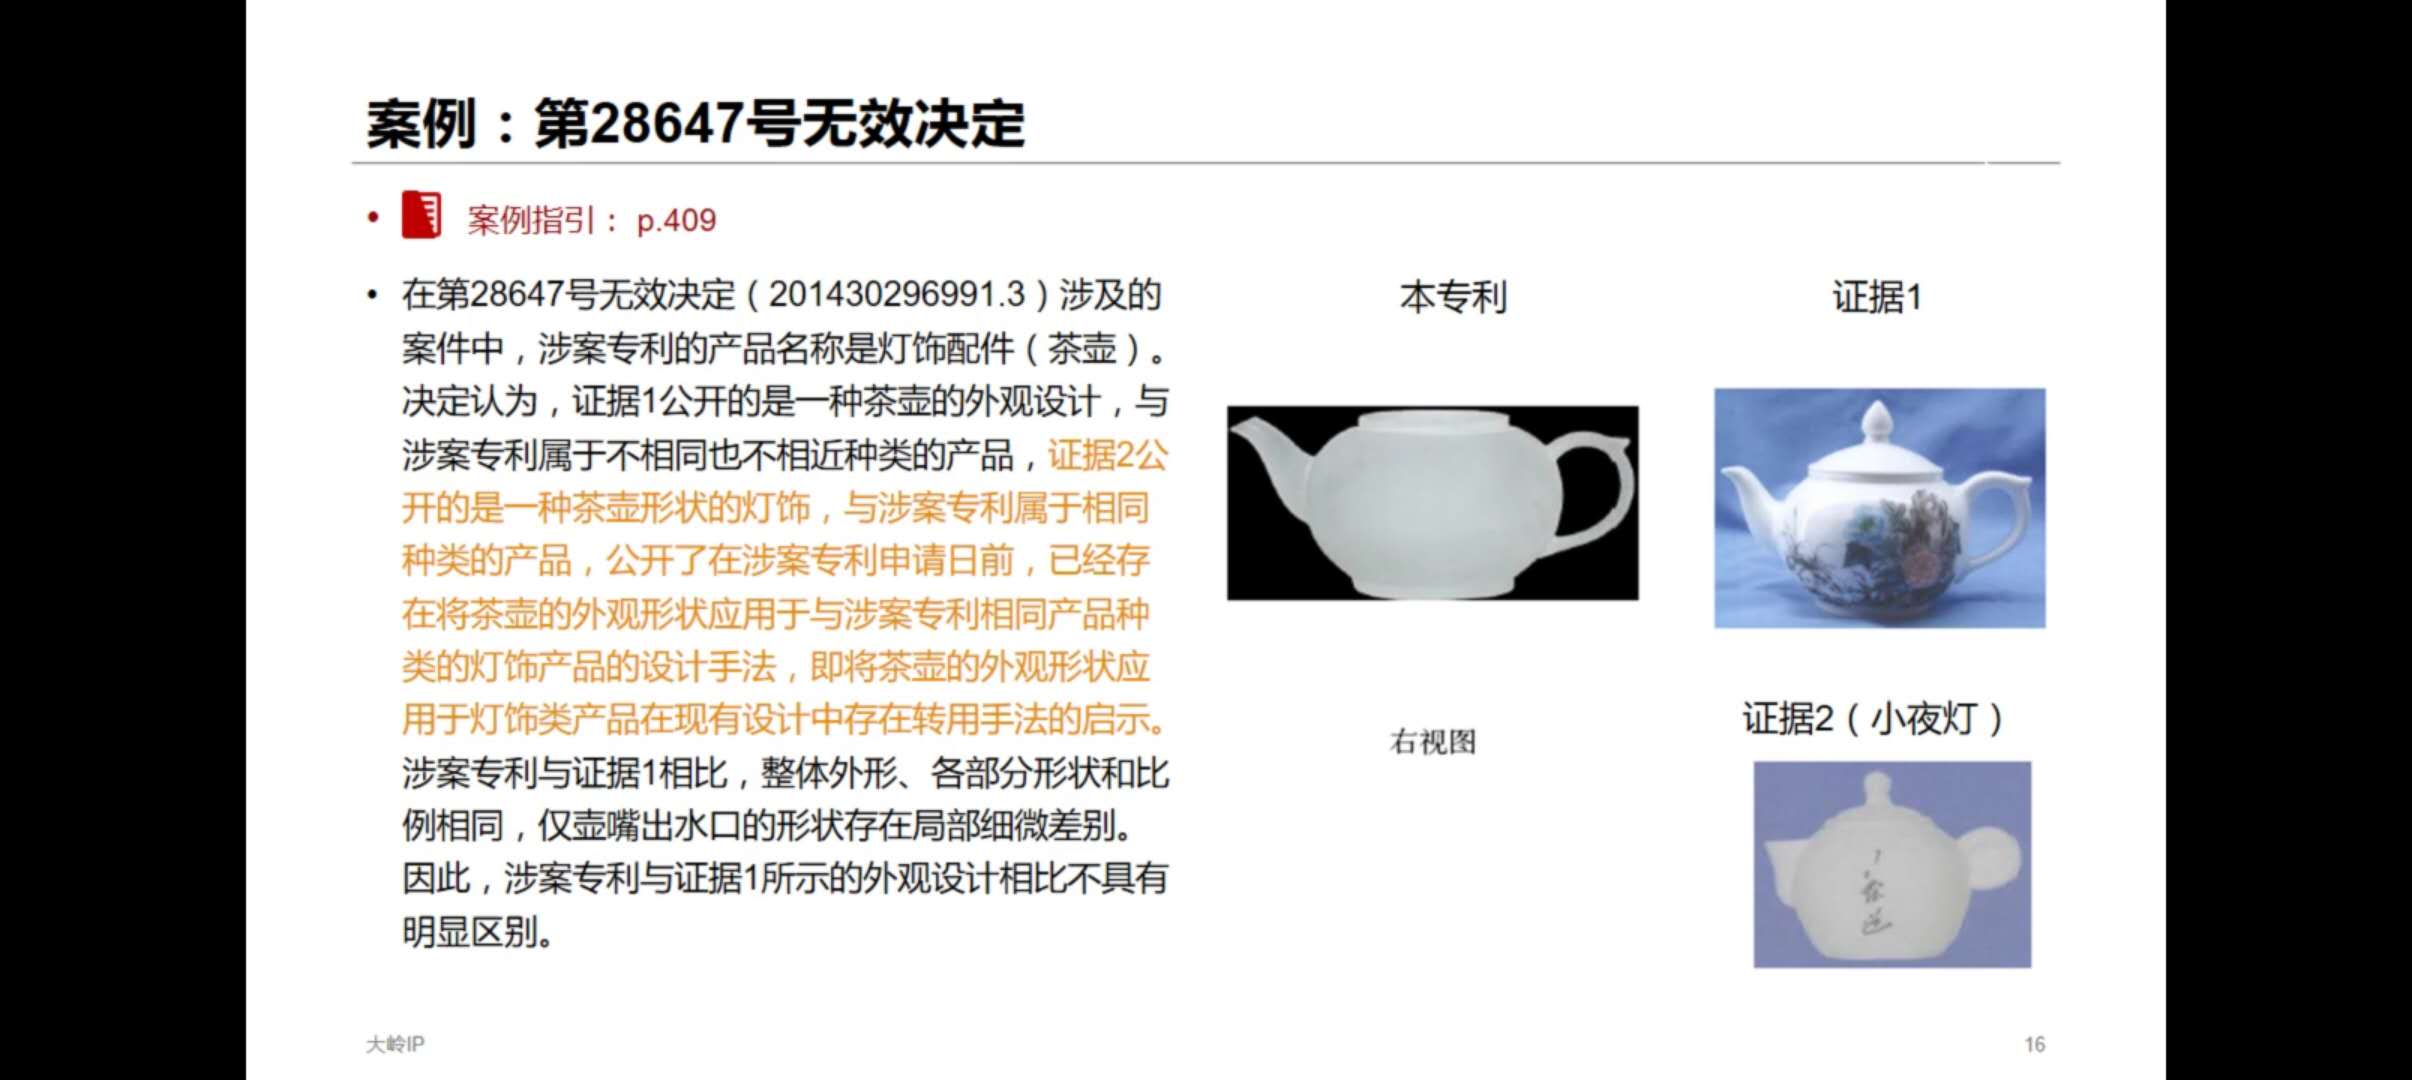 案例：第28647号无效决定
• 案例指引： p.409
• 在第28647号无效决定（201430296991.3）涉及的
案件中，涉案专利的产品名称是灯饰配件（茶壶）。
决定认为，证据1公开的是一种茶壶的外观设计，与
涉案专利属于不相同也不相近种类的产品，证据2公
开的是一种茶壶形状的灯饰，与涉案专利属于相同
种类的产品，公开了在涉案专利申请日前，已经存
在将茶壶的外观形状应用于与涉案专利相同产品种
类的灯饰产品的设计手法，即将茶壶的外观形状应
用于灯饰类产品在现有设计中存在转用手法的启示。
涉案专利与证据1相比，整体外形、各部分形状和比
例相同，仅壶嘴出水口的形状存在局部细微差别。
因此，涉案专利与证据1所示的外观设计相比不具有
明显区别。
本专利
右视图
证据1
证据2（小夜灯）
大岭IP
16